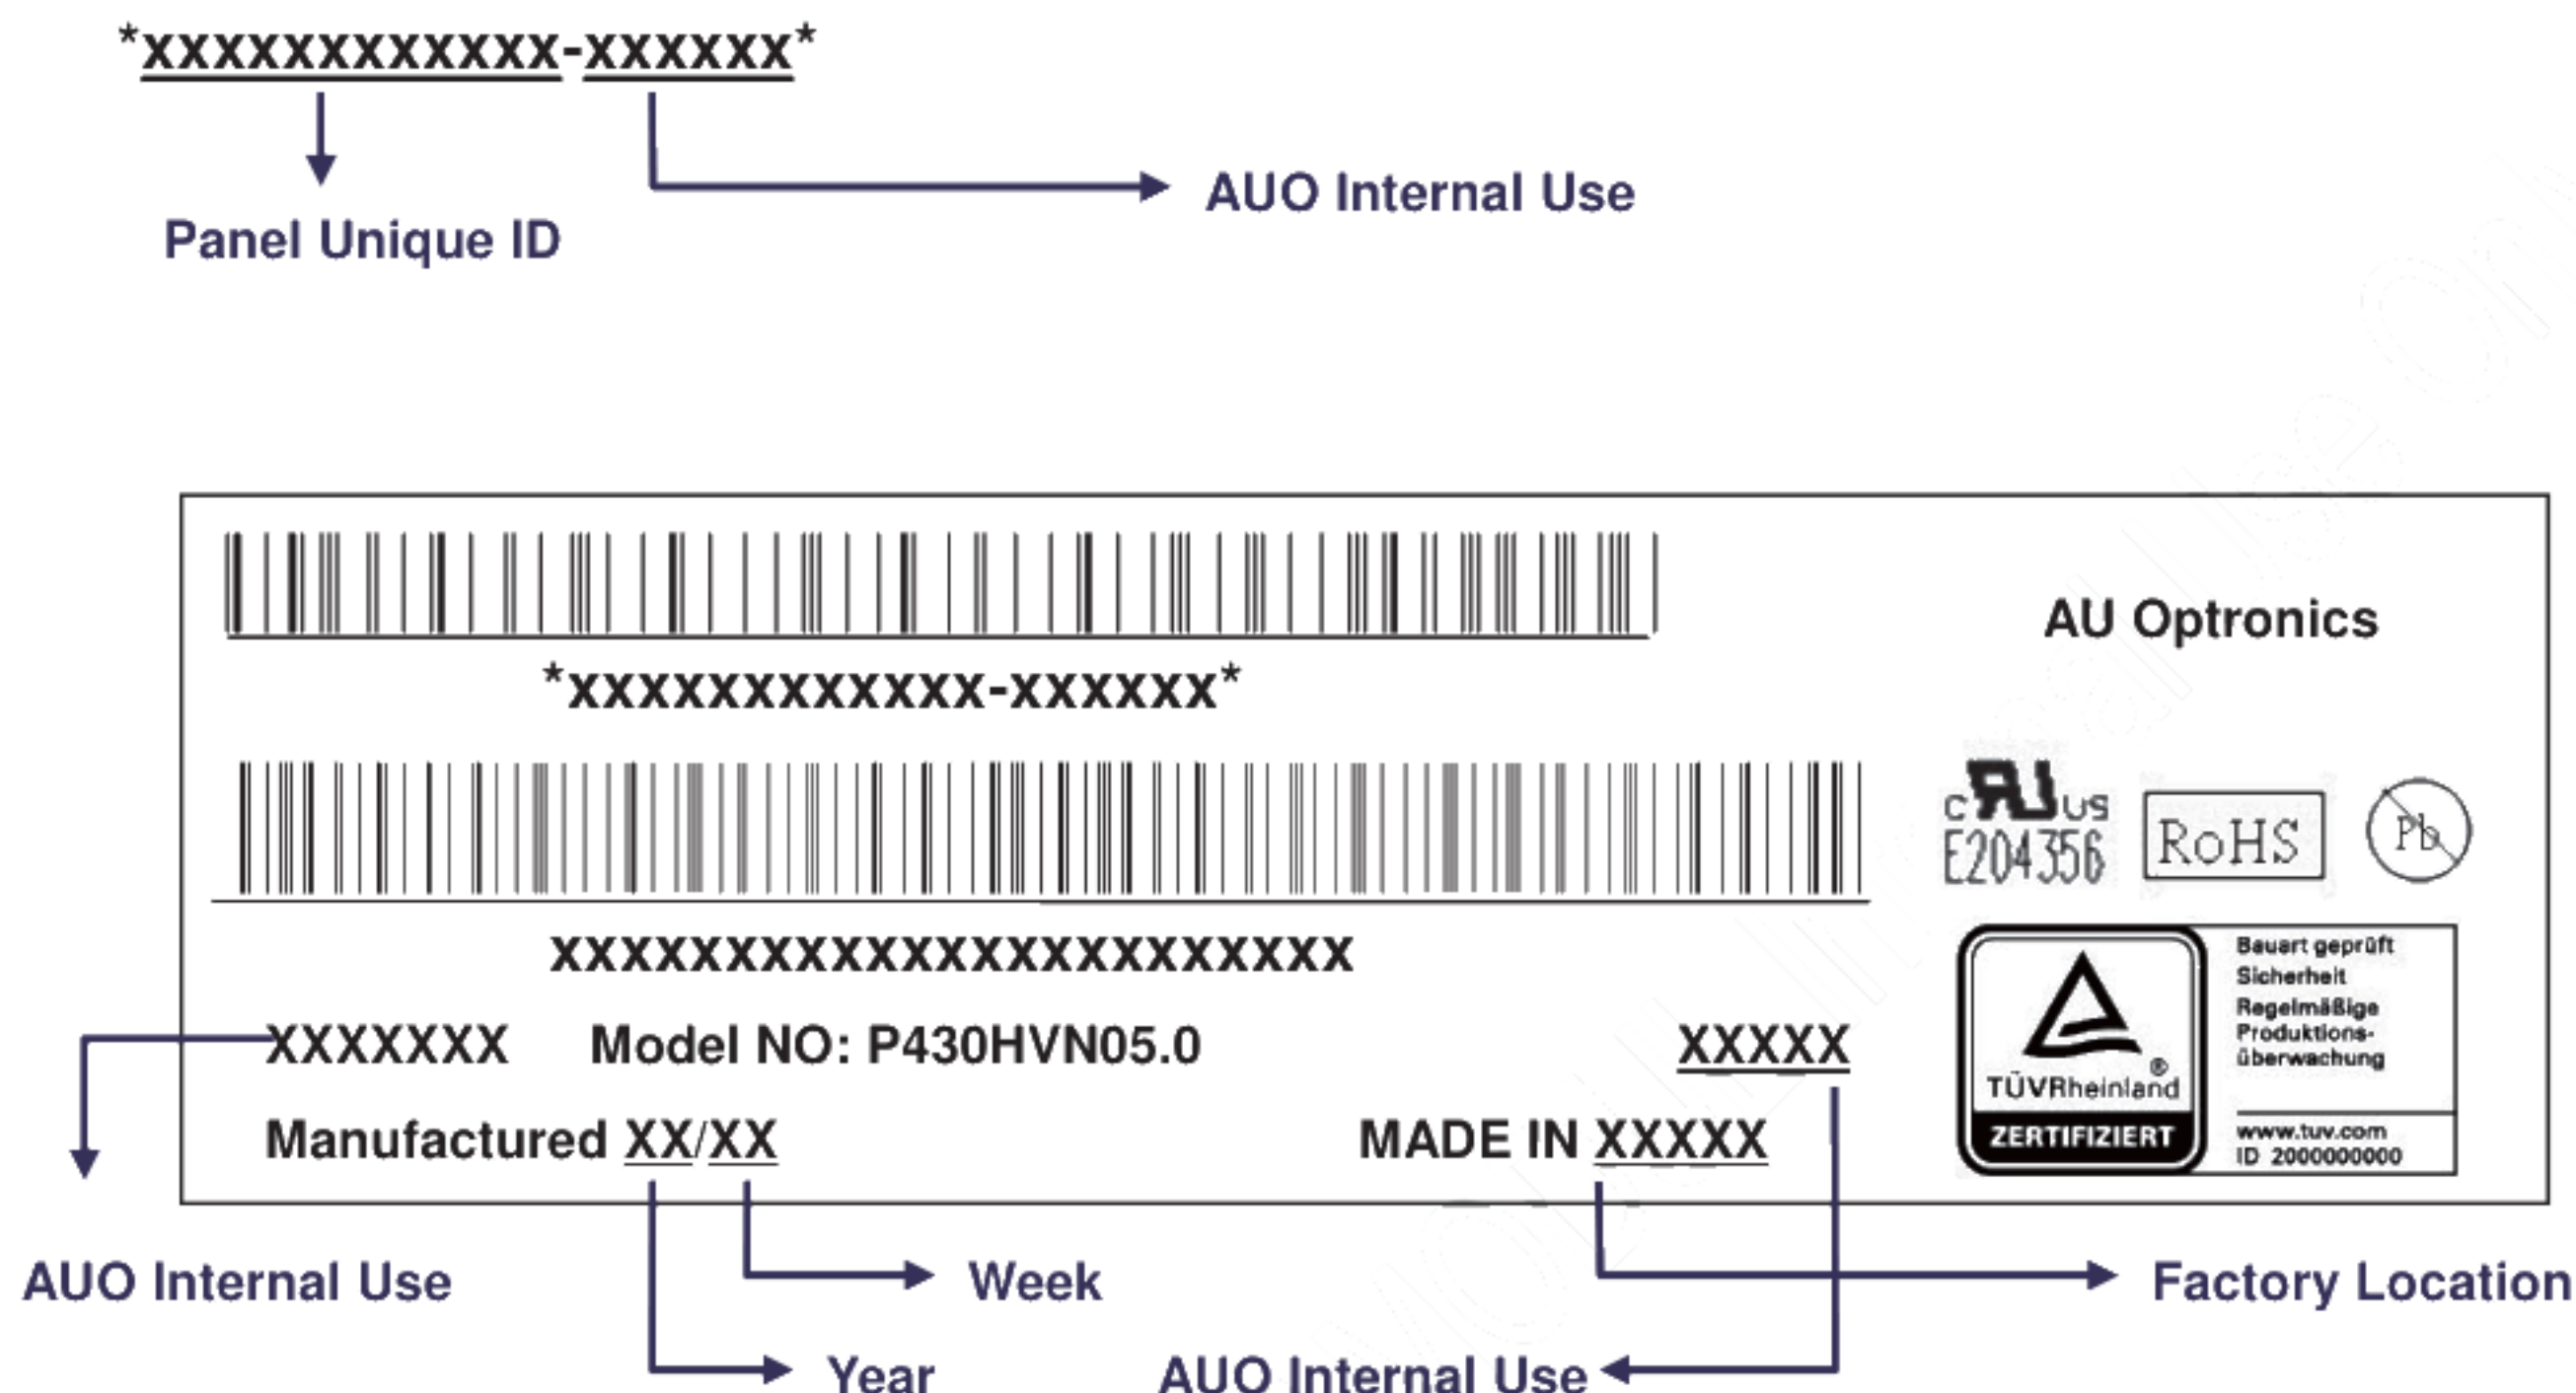 *xxxxxxxxxxxx-xxxxxx*
AUO Internal Use
Panel Unique ID
AU Optronics
*xxxxxxxxxxxx-xxxxxx*
c RU US
E204356
RoHS
Pb
xxxxxxxxxxxxxxxxxxxxxxx
XXXXXXX Model NO: P430HVN05.0
XXXXX
Manufactured XX/XX
MADE IN XXXXX
TÜVRheinland®
ZERTIFIZIERT
Bauart geprüft
Sicherheit
Regelmäßige
Produktions-
überwachung
www.tuv.com
ID 2000000000
AUO Internal Use
Week
Factory Location
Year
AUO Internal Use